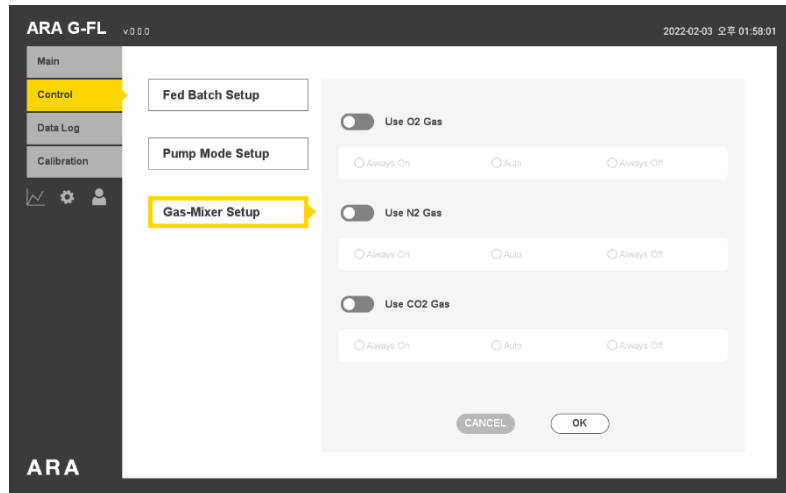 ARA G-FL v.0.0.0
2022-02-03 오후 01:58:01
Main
Control
Data Log
Calibration
Fed Batch Setup
Pump Mode Setup
Gas-Mixer Setup
Use O2 Gas
Always On Auto Always Off
Use N2 Gas
Always On Auto Always Off
Use CO2 Gas
Always On Auto Always Off
CANCEL OK
ARA